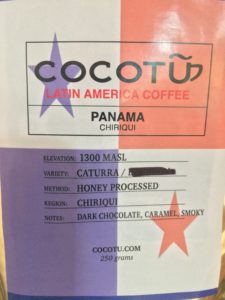 COCOTŨ
LATIN AMERICA COFFEE
PANAMA
CHIRIQUI
ELEVATION: 1300 MASL
VARIETY: CATURRA /
METHOD: HONEY PROCESSED
REGION: CHIRIQUI
NOTES: DARK CHOCOLATE, CARAMEL, SMOKY
COCOTU.COM
250 grams